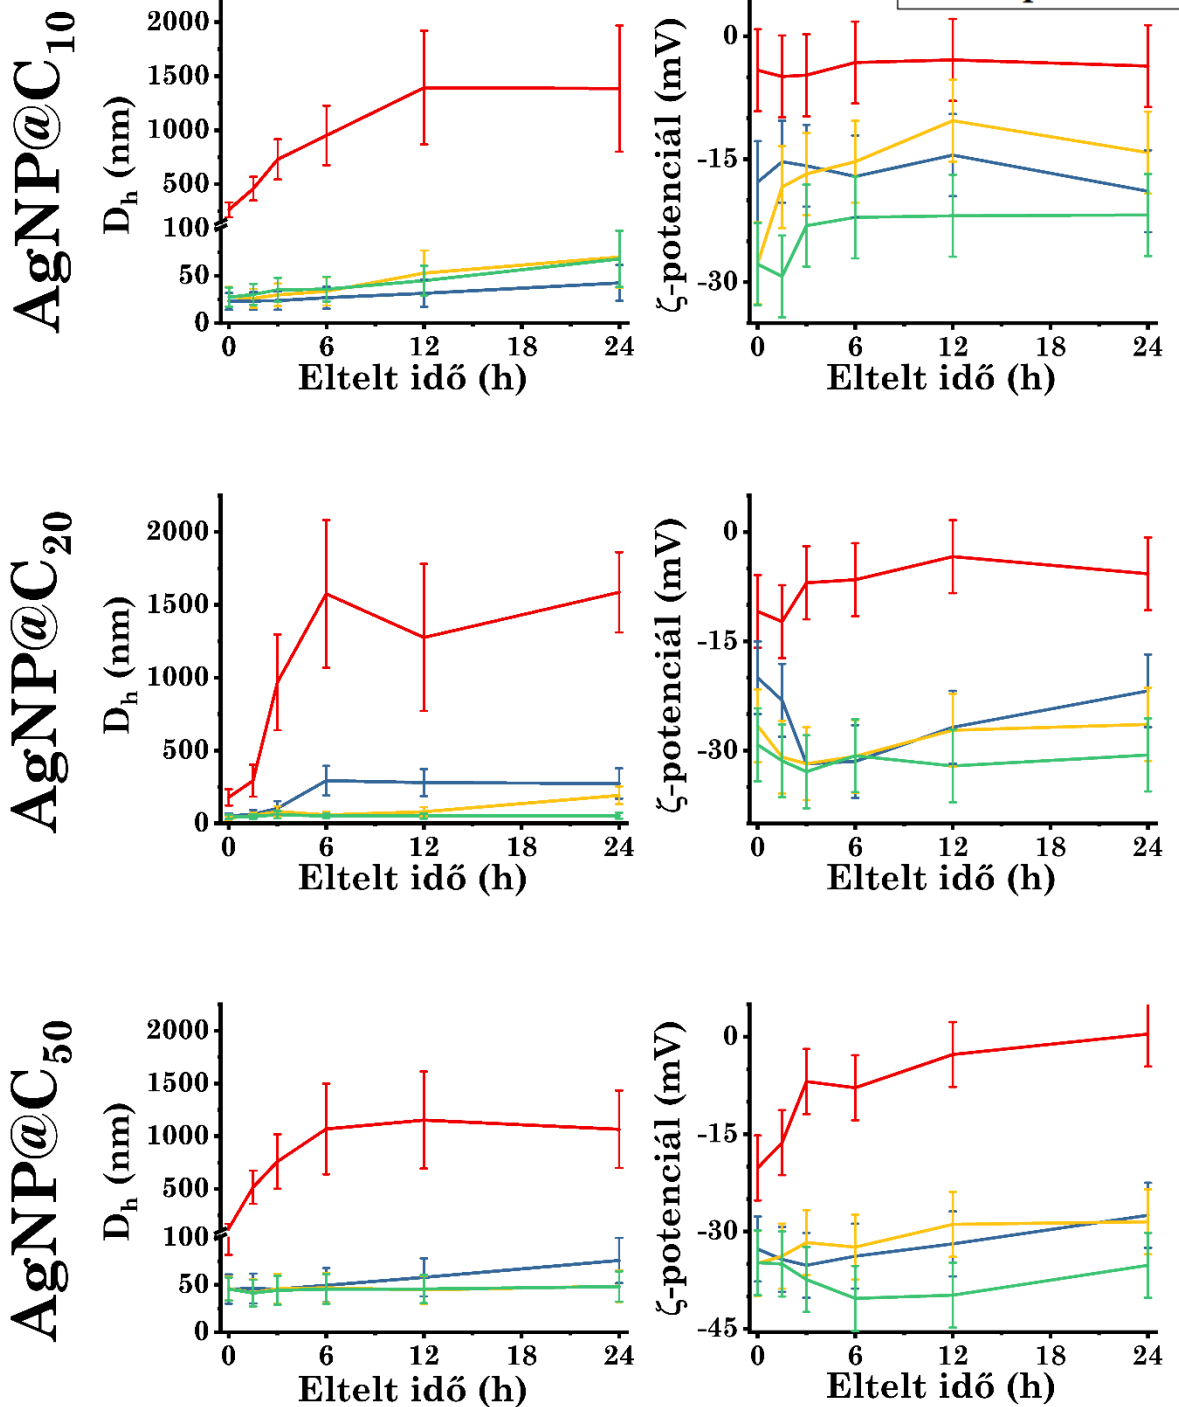 AgNP@C10
D_h (nm)
2000
1500
1000
500
100
50
0
0 6 12 18 24
Eltelt idő (h)
ζ-potenciál (mV)
0
-15
-30
0 6 12 18 24
Eltelt idő (h)
AgNP@C20
D_h (nm)
2000
1500
1000
500
0
0 6 12 18 24
Eltelt idő (h)
ζ-potenciál (mV)
0
-15
-30
0 6 12 18 24
Eltelt idő (h)
AgNP@C50
D_h (nm)
2000
1500
1000
500
100
50
0
0 6 12 18 24
Eltelt idő (h)
ζ-potenciál (mV)
0
-15
-30
-45
0 6 12 18 24
Eltelt idő (h)